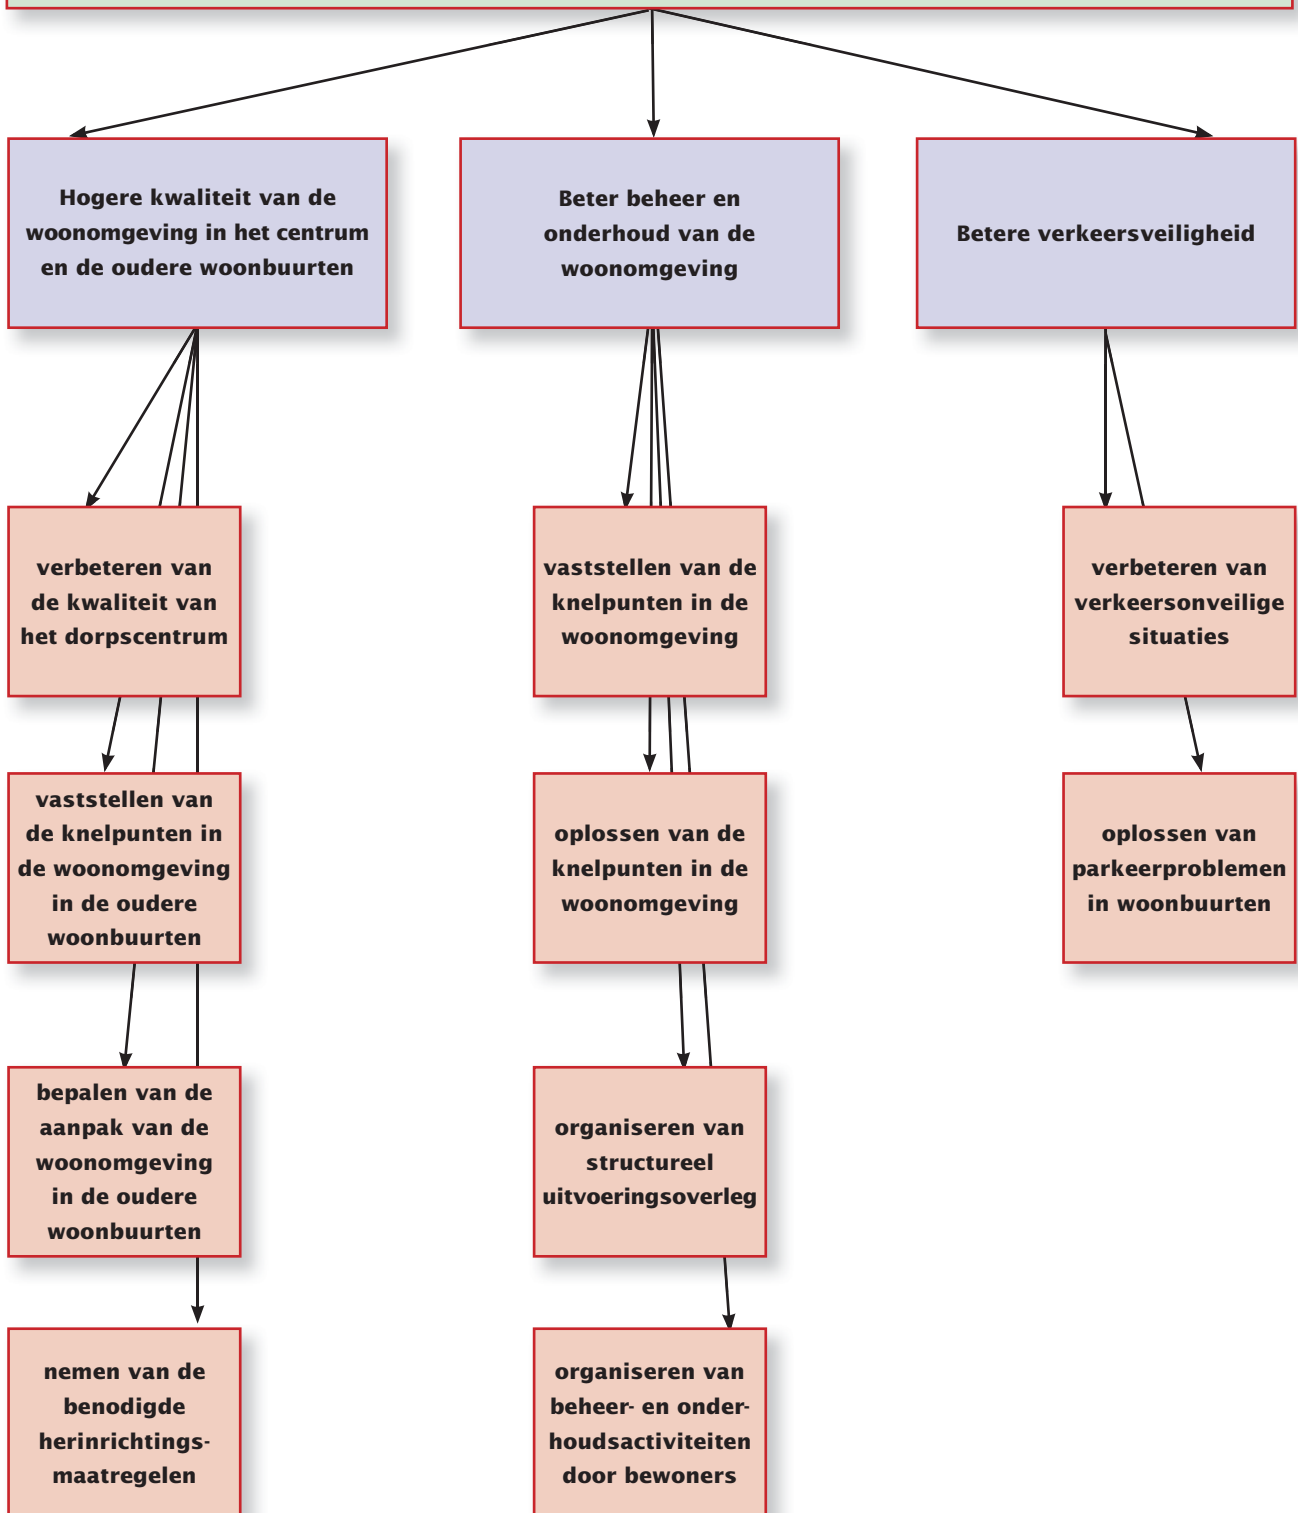 Hogere kwaliteit van de
woonomgeving in het centrum
en de oudere woonbuurten
Beter beheer en
onderhoud van de
woonomgeving
Betere verkeersveiligheid
verbeteren van
de kwaliteit van
het dorpscentrum
vaststellen van de
knelpunten in de
woonomgeving
verbeteren van
verkeersonveilige
situaties
vaststellen van
de knelpunten in
de woonomgeving
in de oudere
woonbuurten
oplossen van de
knelpunten in de
woonomgeving
oplossen van
parkeerproblemen
in woonbuurten
bepalen van de
aanpak van de
woonomgeving
in de oudere
woonbuurten
organiseren van
structureel
uitvoeringsoverleg
nemen van de
benodigde
herinrichtings-
maatregelen
organiseren van
beheer- en onder-
houdsactiviteiten
door bewoners